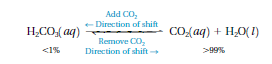 Add CO₂
← Direction of shift
H₂CO₃(aq) CO₂(aq) + H₂O(l)
Remove CO₂
<1% Direction of shift → >99%